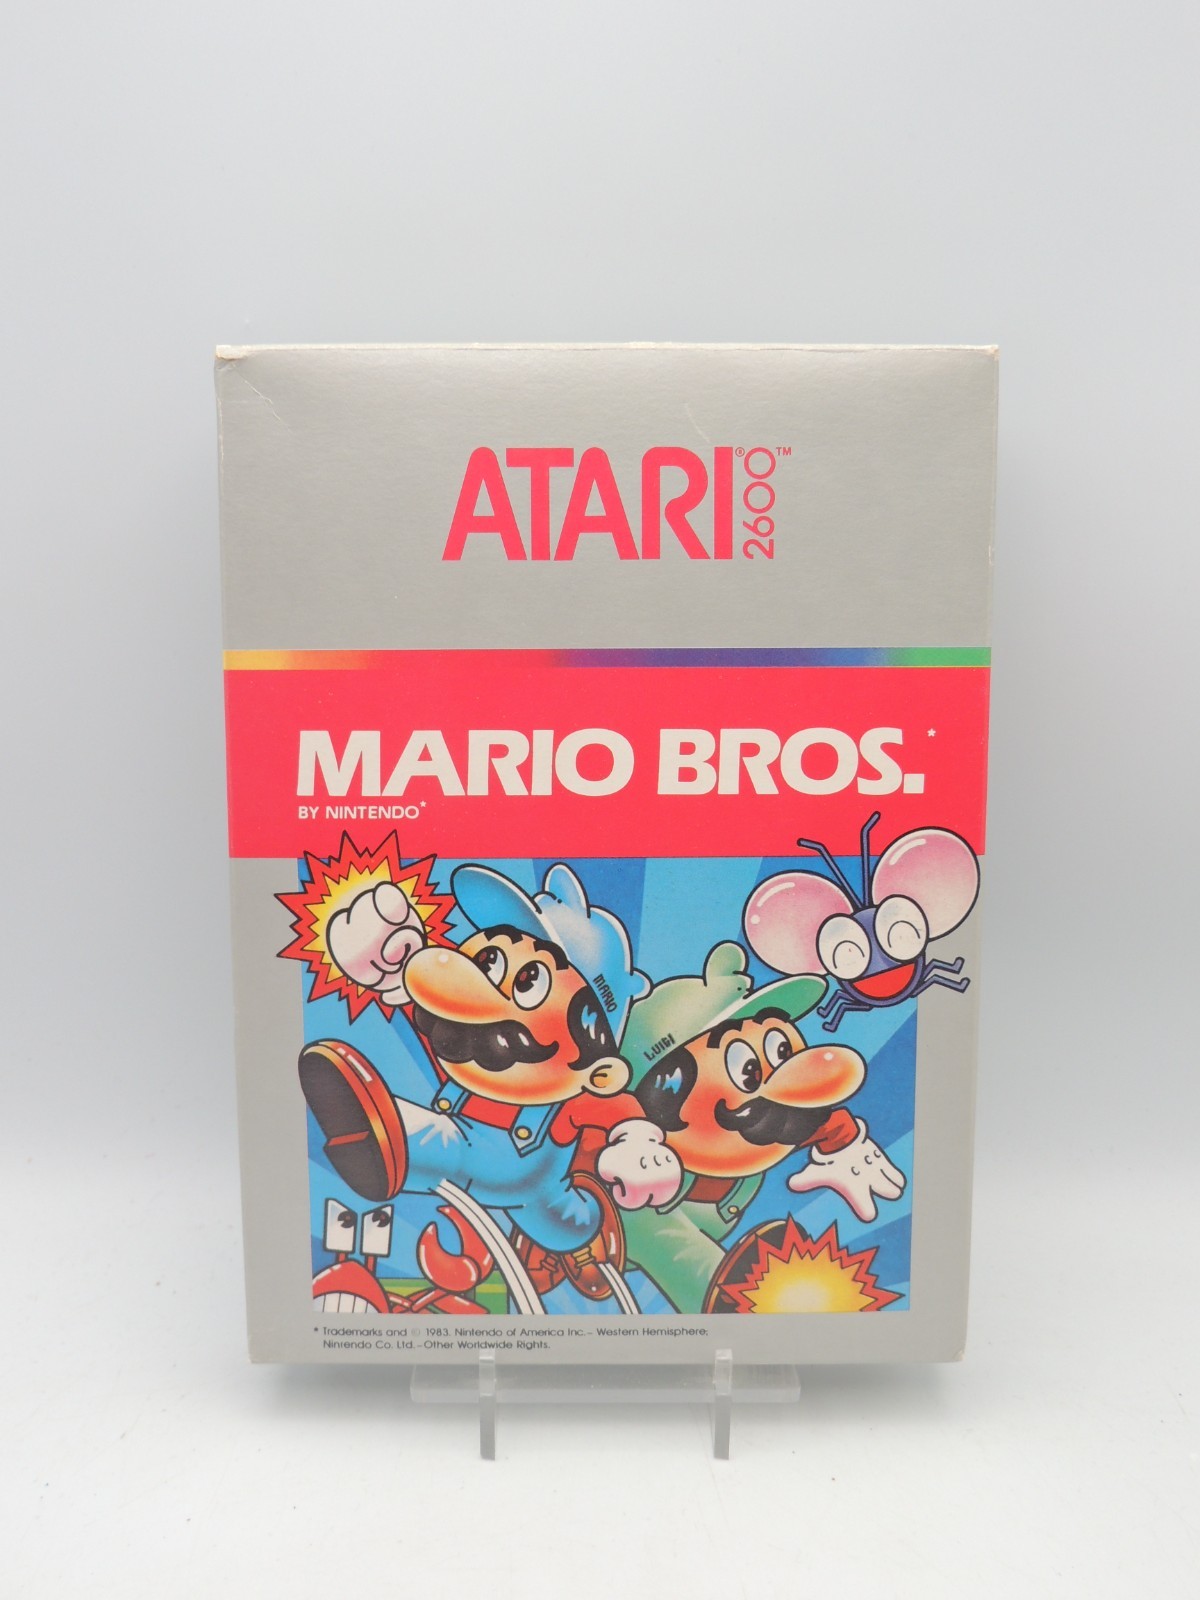 ATARI® 2600™
MARIO BROS.*
BY NINTENDO*
MARIO
LUIGI
* Trademarks and © 1983, Nintendo of America Inc.– Western Hemisphere;
Nintendo Co. Ltd.–Other Worldwide Rights.